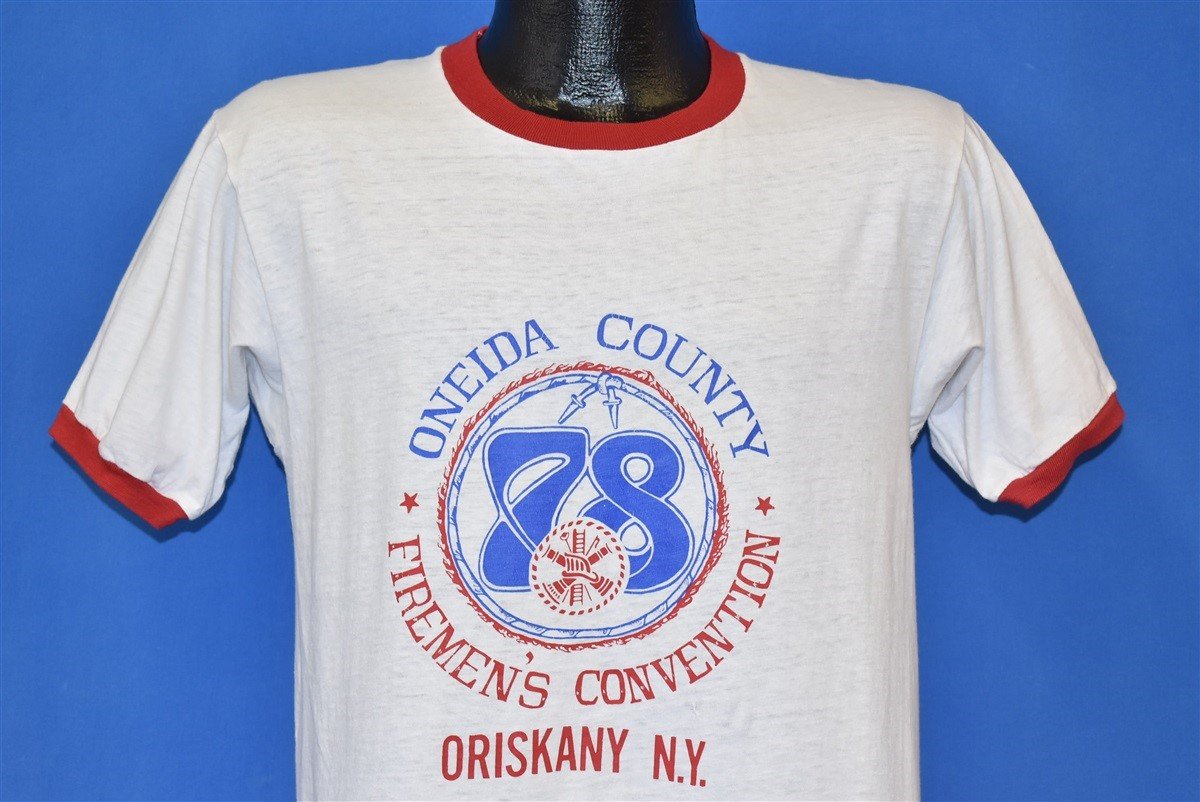 ONEIDA COUNTY
78
FIREMEN'S CONVENTION
ORISKANY N.Y.